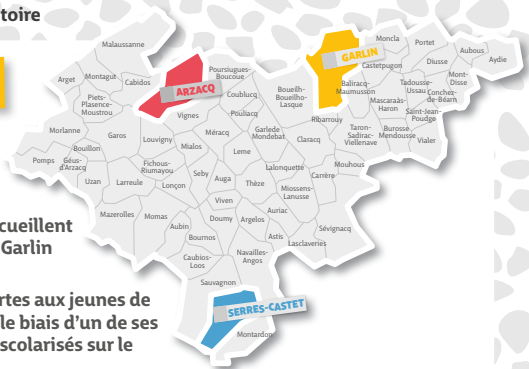 toire
Malaussanne
Moncla
Portet
GARLIN
Aubous
Aydie
Diusse
Castetpugon
Poursiugues-
Boucoue
Arget
Montagut
Cabidos
ARZACQ
Coublucq
Boueilh-
Boueilho-
Lasque
Baliracq-
Maumusson
Tadousse-
Ussau
Mont-
Disse
Conchez-
de-Béarn
Piets-
Plasence-
Moustrou
Vignes
Pouliacq
Ribarrouy
Mascaraàs-
Haron
Saint-Jean-
Poudge
Morlanne
Garos
Louvigny
Méracq
Garlede
Mondebat
Claracq
Taron-
Sadirac-
Viellenave
Burosse-
Mendousse
Vialer
Bouillon
Mialos
Leme
Pomps
Géus-
d'Arzacq
Fichous-
Riumayou
Seby
Auga
Lalonquette
Carrère
Mouhous
Uzan
Larreule
Lonçon
Thèze
Miossens-
Lanusse
Viven
Auriac
Mazerolles
Momas
Doumy
Argelos
Sévignacq
Aubin
Bournos
Astis
Lasclaveries
cueillent
Garlin
Caubios-
Loos
Navailles-
Angos
Sauvagnon
rtes aux jeunes de
le biais d'un de ses
scolarisés sur le
SERRES-CASTET
Montardon